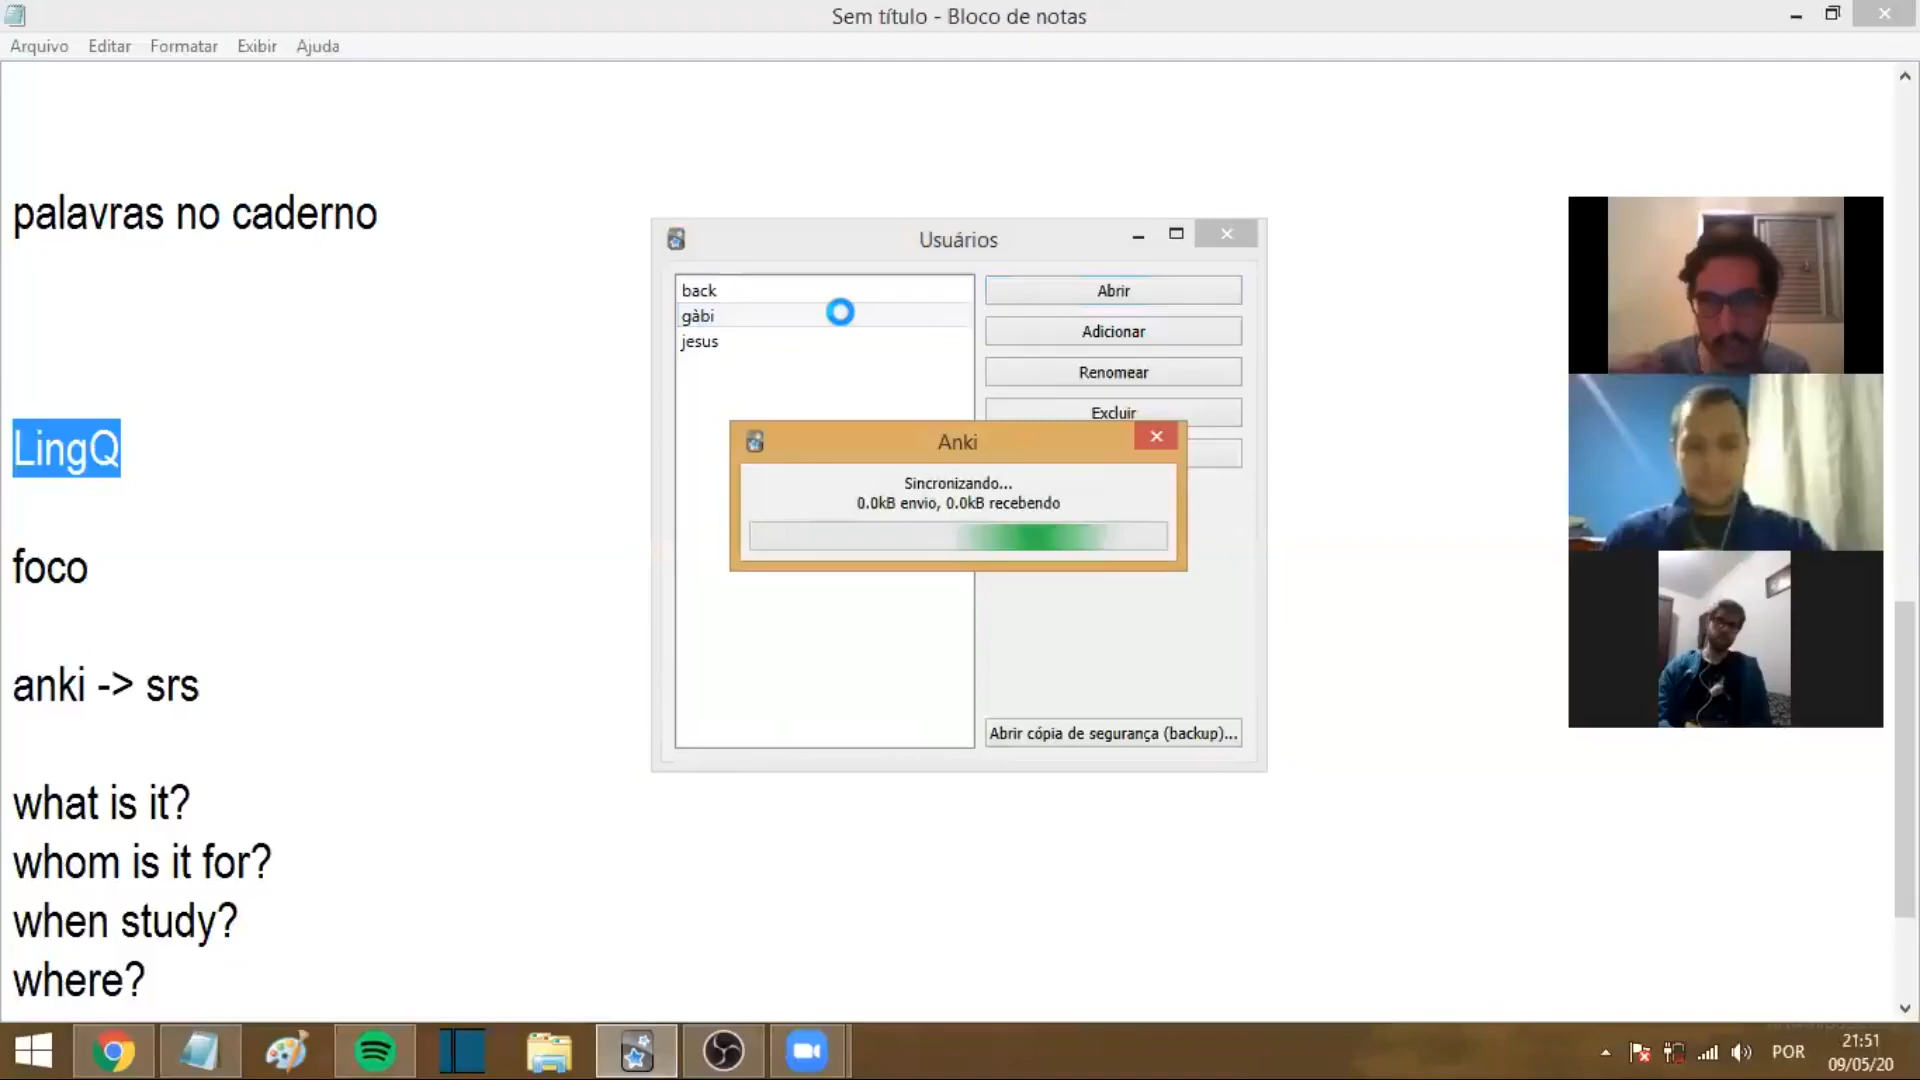 Sem título - Bloco de notas
Arquivo Editar Formatar Exibir Ajuda
palavras no caderno
LingQ
foco
anki -> srs
what is it?
whom is it for?
when study?
where?
Usuários
back
gàbi
jesus
Abrir
Adicionar
Renomear
Excluir
Abrir cópia de segurança (backup)...
Anki
Sincronizando...
0.0kB envio, 0.0kB recebendo
POR
21:51
09/05/20